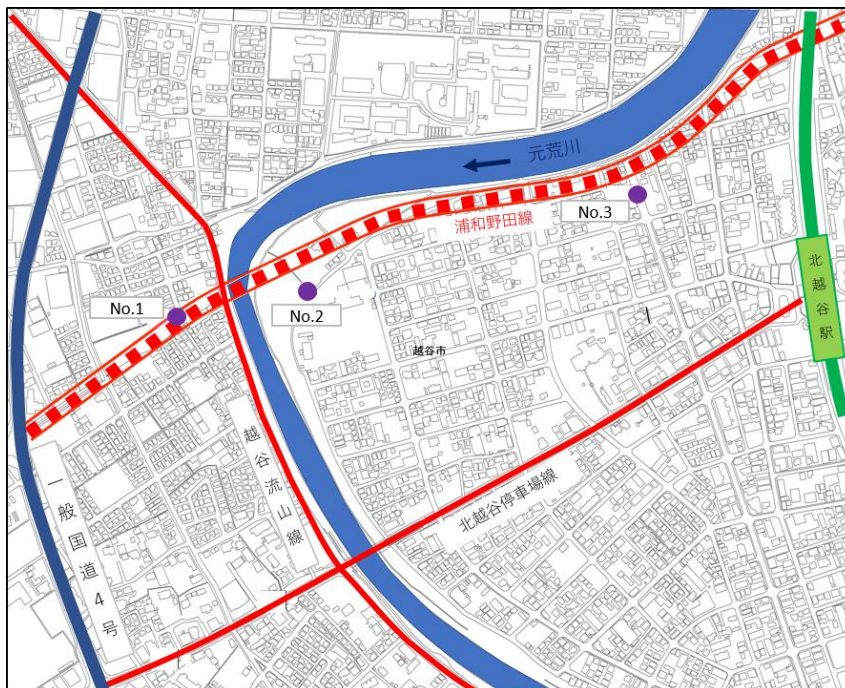 元荒川
浦和野田線
No.3
No.1
No.2
北越谷駅
越谷市
越谷流山線
北越谷停車場線
一般国道4号